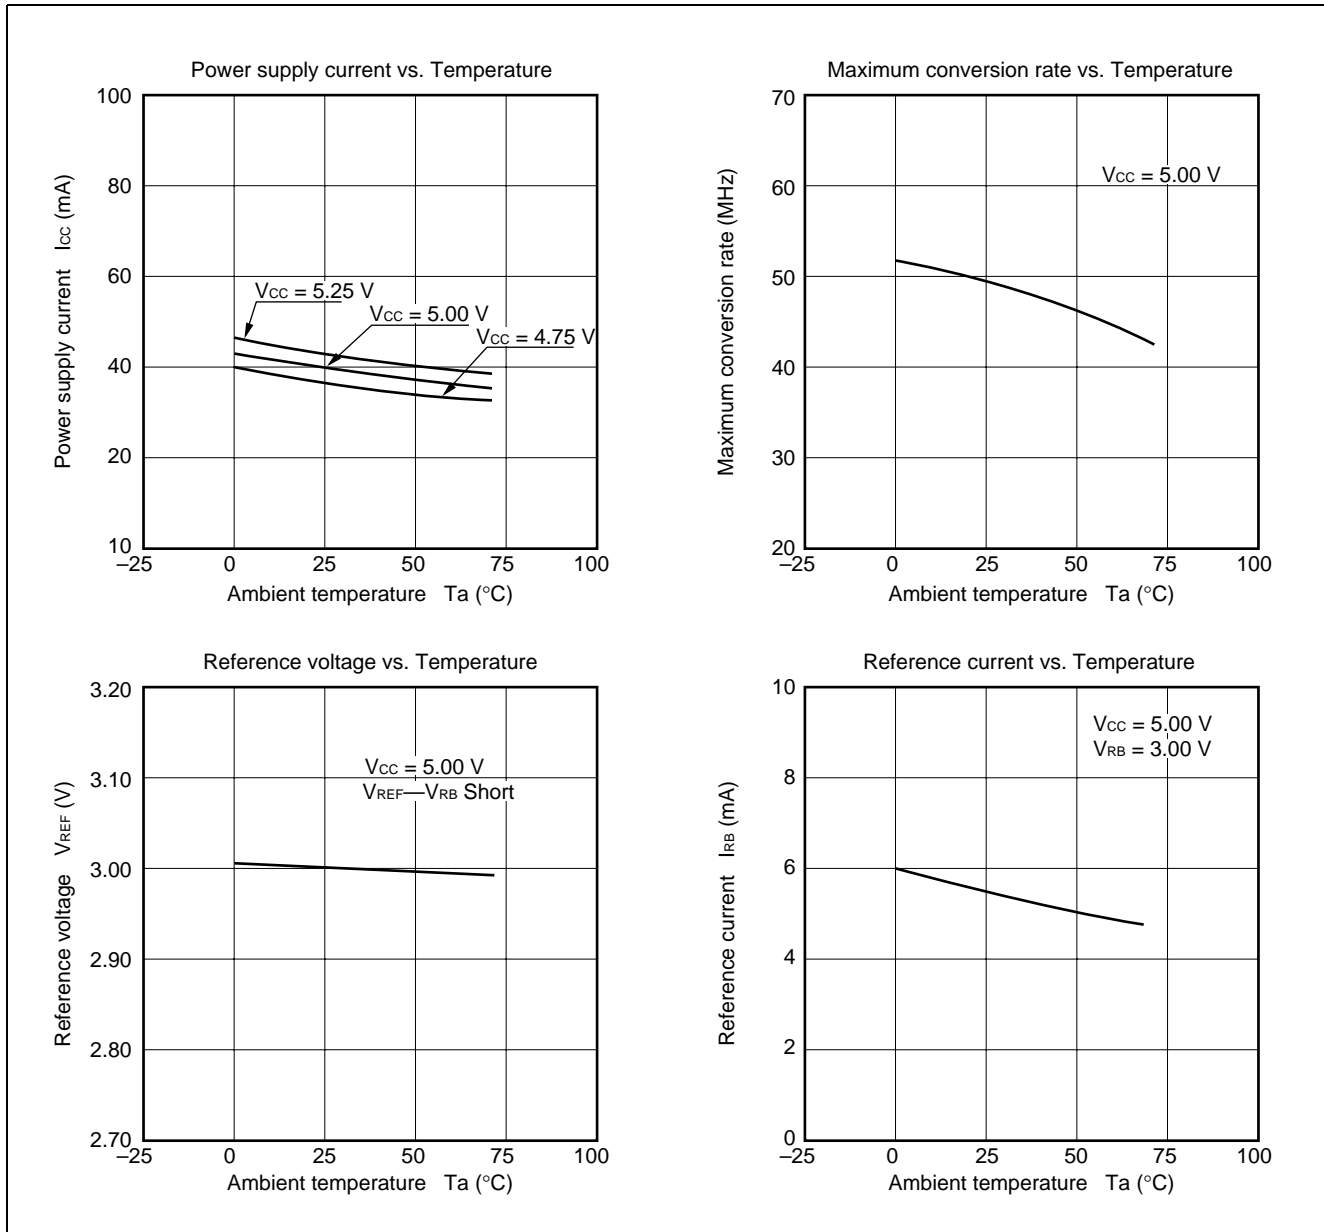 Power supply current vs. Temperature
100
80
60
40
20
10
Power supply current ICC (mA)
VCC = 5.25 V
VCC = 5.00 V
VCC = 4.75 V
–25 0 25 50 75 100
Ambient temperature Ta (°C)
Maximum conversion rate vs. Temperature
70
60
50
40
30
20
Maximum conversion rate (MHz)
VCC = 5.00 V
–25 0 25 50 75 100
Ambient temperature Ta (°C)
Reference voltage vs. Temperature
3.20
3.10
3.00
2.90
2.80
2.70
Reference voltage VREF (V)
VCC = 5.00 V
VREF—VRB Short
–25 0 25 50 75 100
Ambient temperature Ta (°C)
Reference current vs. Temperature
10
8
6
4
2
0
Reference current IRB (mA)
VCC = 5.00 V
VRB = 3.00 V
–25 0 25 50 75 100
Ambient temperature Ta (°C)